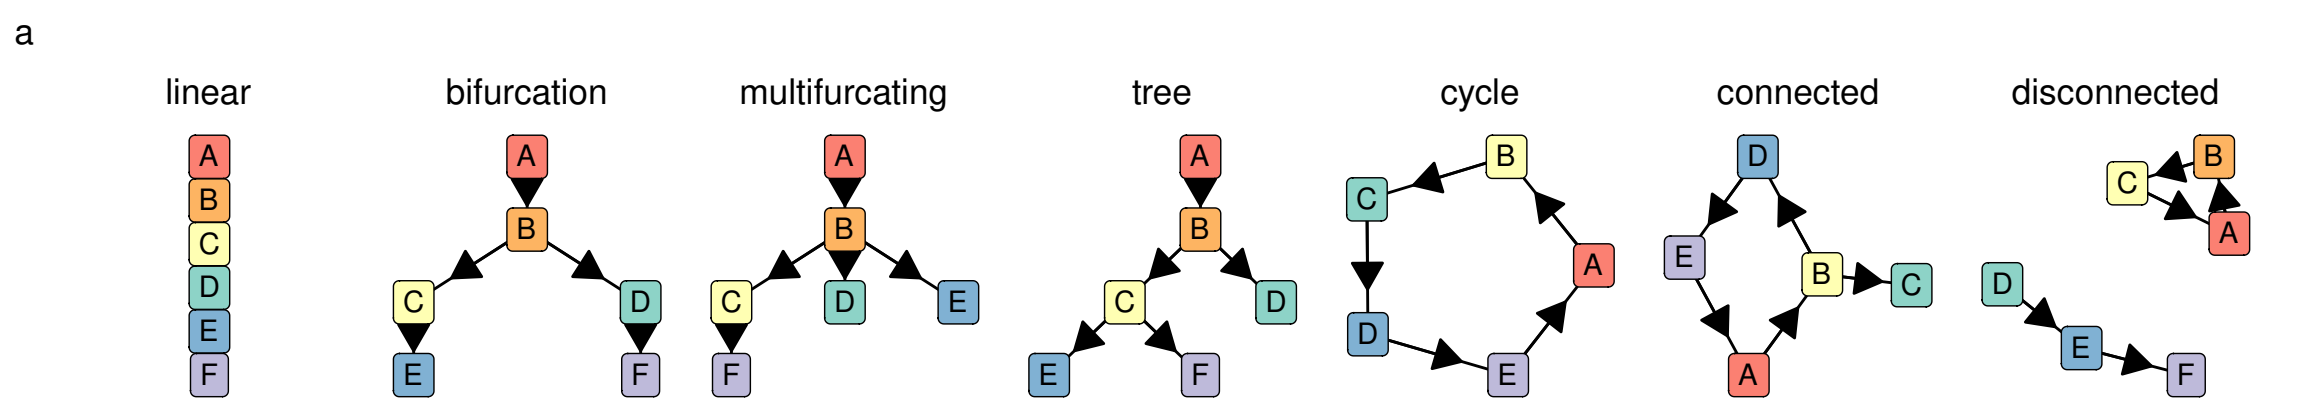 a
linear
bifurcation
multifurcating
tree
cycle
connected
disconnected
A
B
C
D
E
F
A
B
C
D
E
F
A
B
C
D
E
F
A
B
C
D
E
F
B
C
A
D
E
D
E
B
C
A
B
C
A
D
E
F